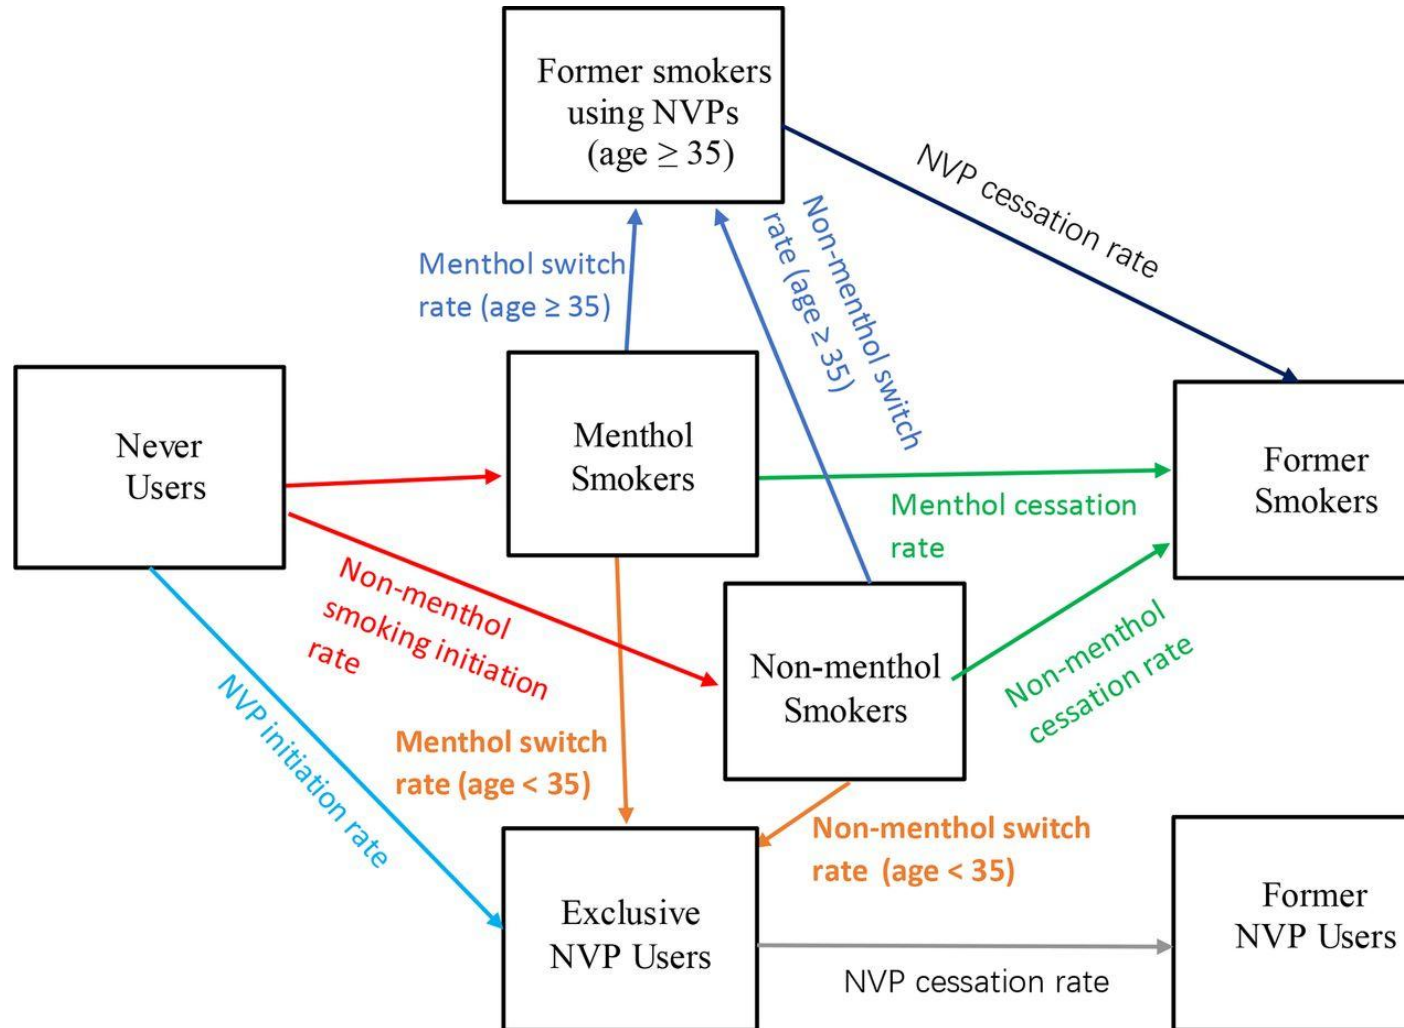 Former smokers
using NVPs
(age ≥ 35)
NVP cessation rate
Menthol switch
rate (age ≥ 35)
Non-menthol switch
rate (age ≥ 35)
Never
Users
Menthol
Smokers
Former
Smokers
Menthol cessation
rate
Non-menthol
smoking initiation
rate
Non-menthol
Smokers
Non-menthol
cessation rate
NVP initiation rate
Menthol switch
rate (age < 35)
Non-menthol switch
rate (age < 35)
Exclusive
NVP Users
NVP cessation rate
Former
NVP Users